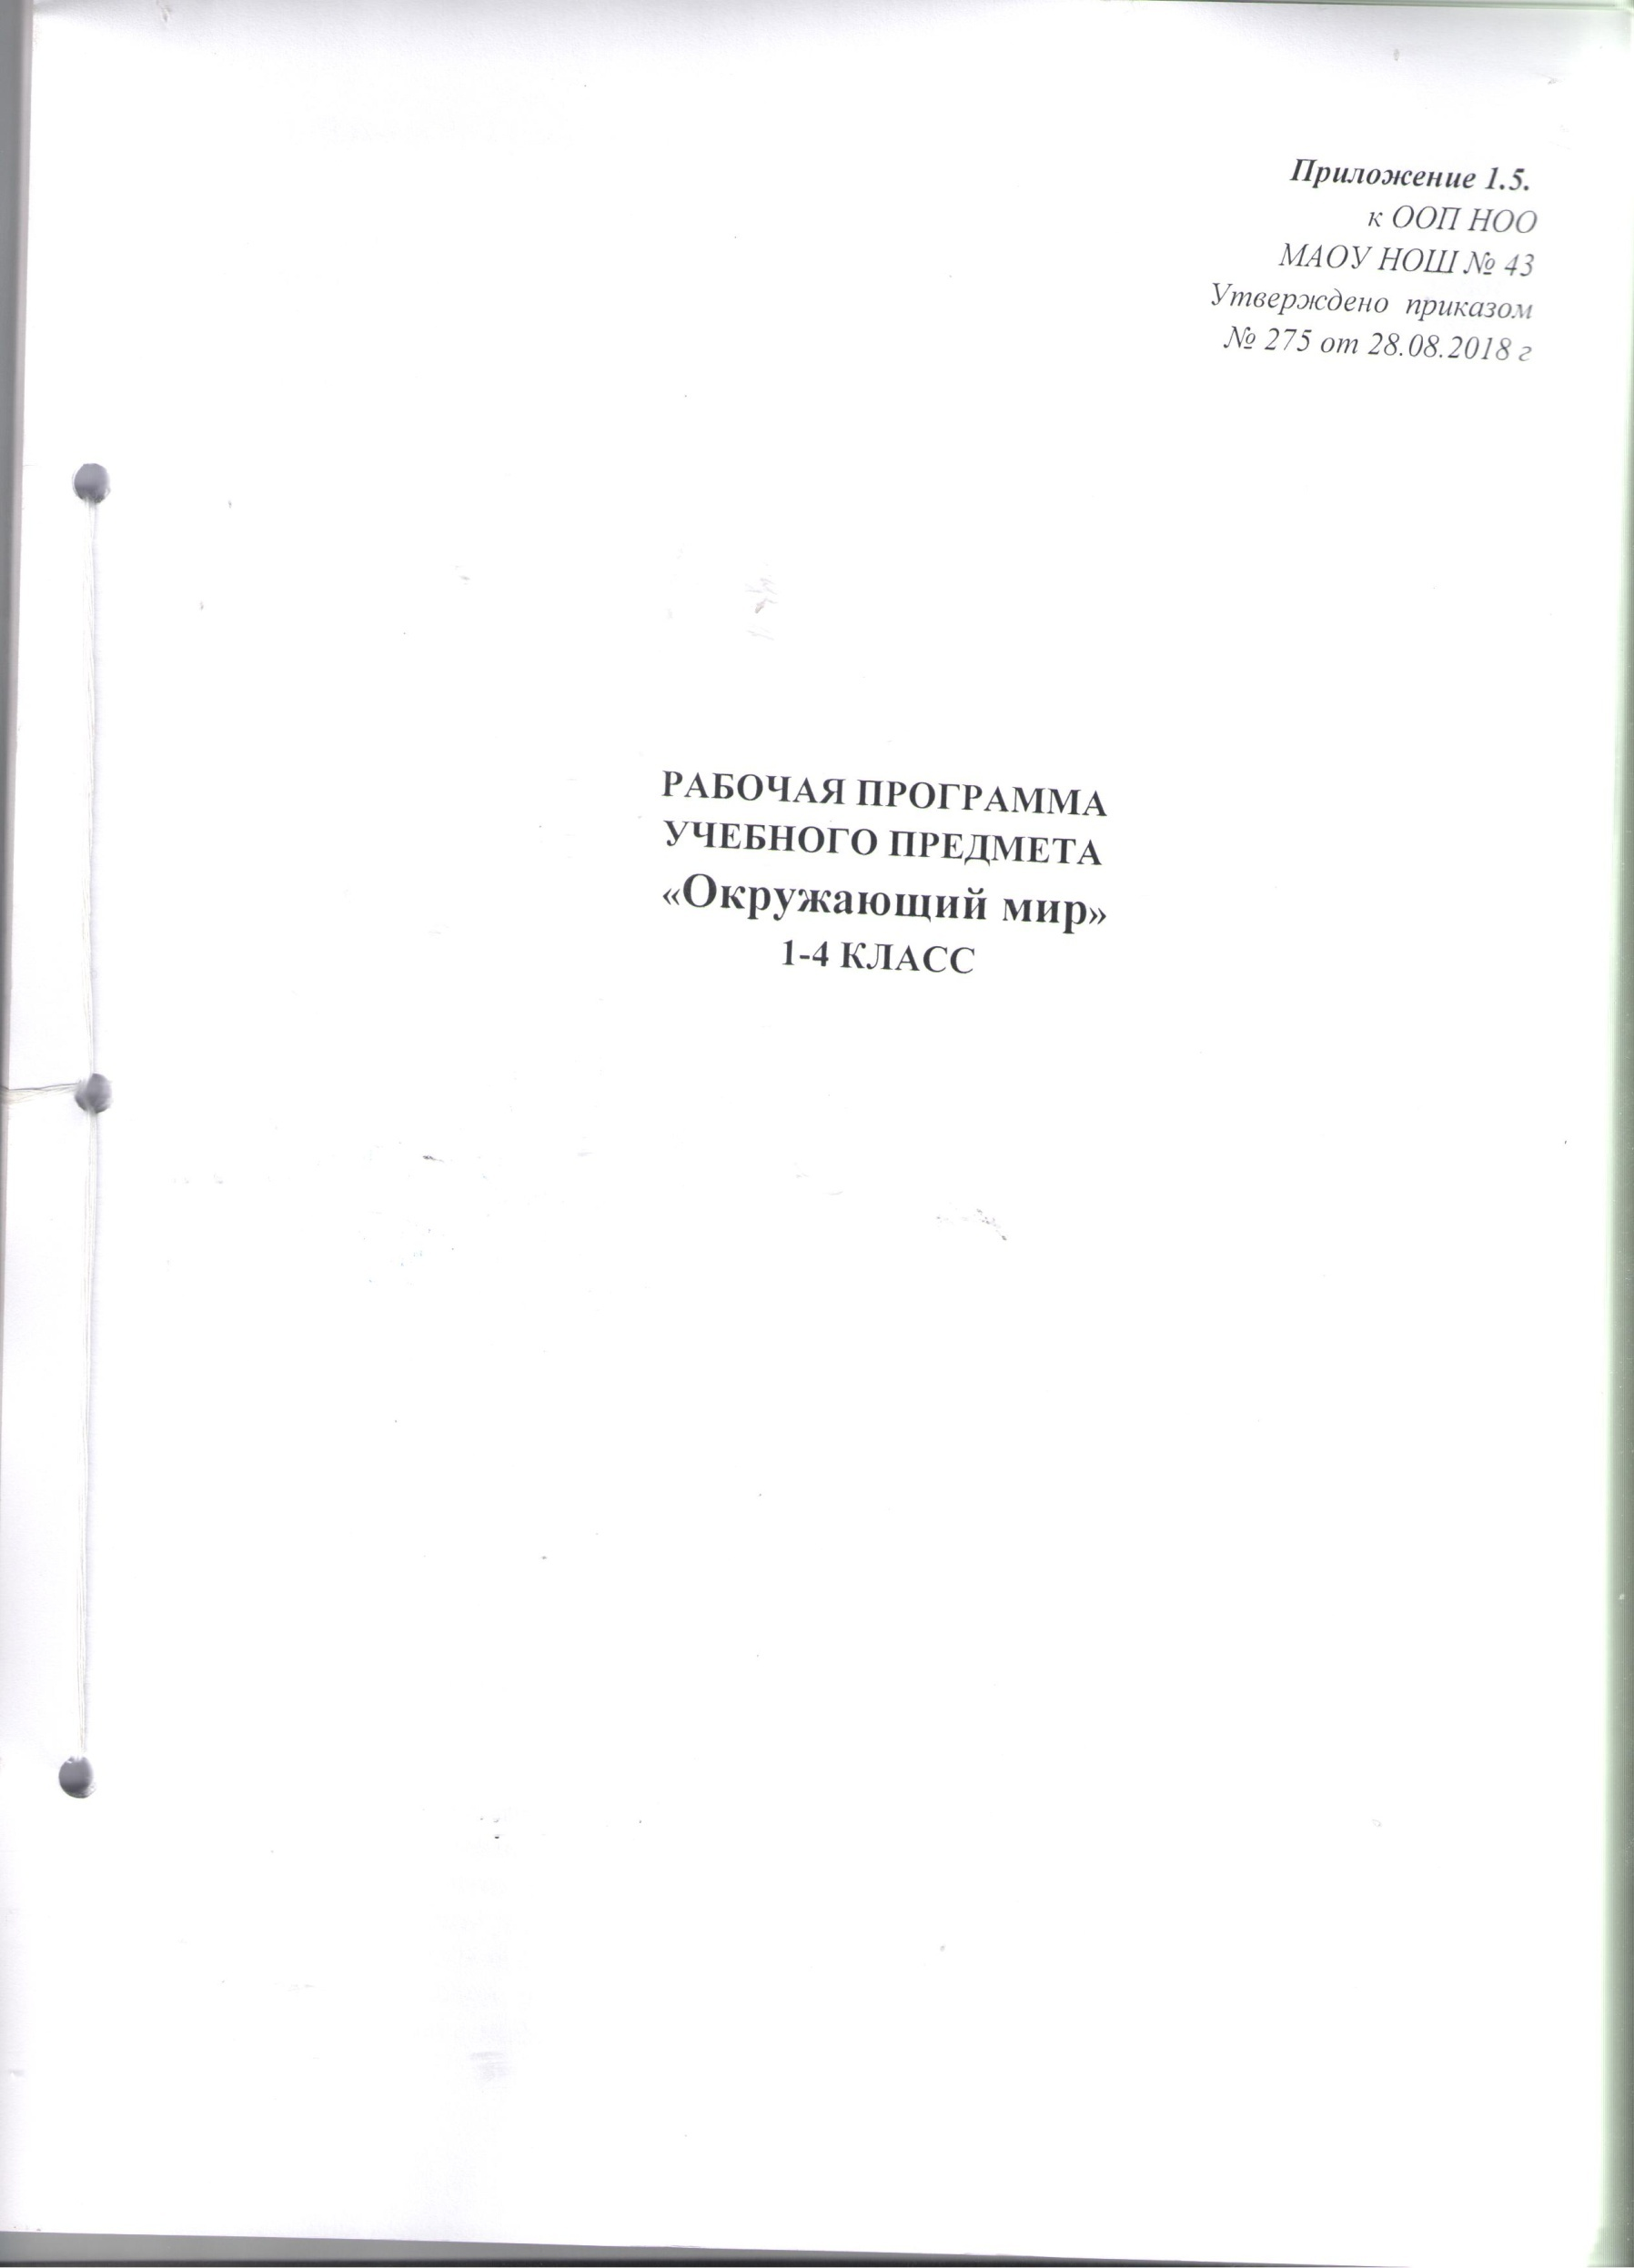 Приложение 1.5.
к ООП НОО
МАОУ НОШ № 43
Утверждено приказом
№ 275 от 28.08.2018 г
РАБОЧАЯ ПРОГРАММА
УЧЕБНОГО ПРЕДМЕТА
«Окружающий мир»
1-4 КЛАСС